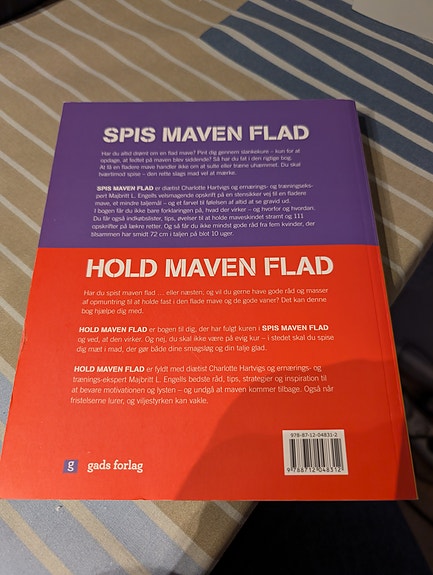 SPIS MAVEN FLAD
Har du altid drømt om en flad mave? Pint dig gennem slankekure – kun for at
opdage, at fedtet på maven blev siddende? Så har du fat i den rigtige bog.
At få en fladere mave handler ikke om at sulte eller træne uhæmmet. Du skal
tværtimod spise – den rette slags mad vel at mærke.
SPIS MAVEN FLAD er diætist Charlotte Hartvigs og ernærings- og træningseks-
pert Majbritt L. Engels velsmagende opskrift på en stensikker vej til en fladere
mave, et mindre taljemål – og et farvel til følelsen af altid at se gravid ud.
I bogen får du ikke bare forklaringen på, hvad der virker – og hvorfor og hvordan.
Du får også indkøbslister, tips, øvelser til at holde maveskindet stramt og 111
opskrifter på lækre retter. Og så får du ikke mindst gode råd fra fem kvinder, der
tilsammen har smidt 72 cm i taljen på blot 10 uger.
HOLD MAVEN FLAD
Har du spist maven flad ... eller næsten, og vil du gerne have gode råd og masser
af opmuntring til at holde fast i den flade mave og de gode vaner? Det kan denne
bog hjælpe dig med.
HOLD MAVEN FLAD er bogen til dig, der har fulgt kuren i SPIS MAVEN FLAD
og ved, at den virker. Og nej, du skal ikke være på evig kur – i stedet skal du spise
dig mæt i mad, der gør både dine smagsløg og din talje glad.
HOLD MAVEN FLAD er fyldt med diætist Charlotte Hartvigs og ernærings- og
trænings-ekspert Majbritt L. Engells bedste råd, tips, strategier og inspiration til
at bevare motivationen og lysten – og undgå at maven kommer tilbage. Også når
fristelserne lurer, og viljestyrken kan vakle.
978-87-12-04831-2
9 788712 048312
g gads forlag